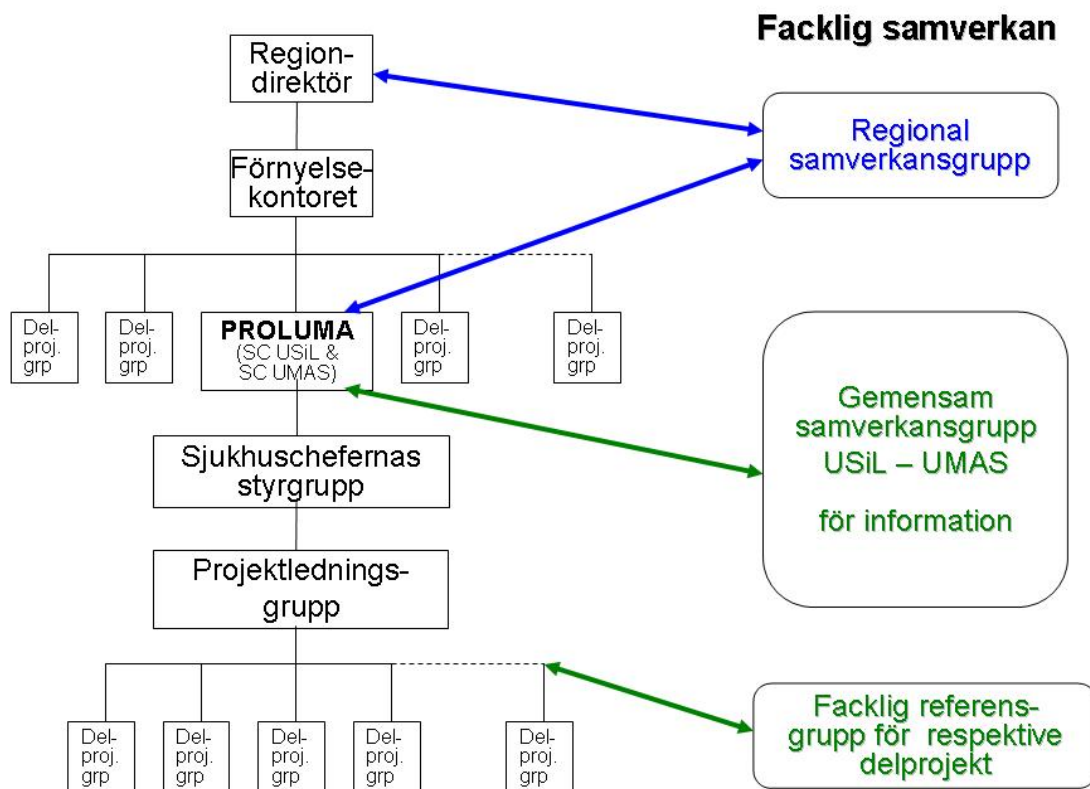 Facklig samverkan
Region-
direktör
Regional
samverkansgrupp
Förnyelse-
kontoret
Del-
proj.
grp
Del-
proj.
grp
PROLUMA
(SC USiL &
SC UMAS)
Del-
proj.
grp
Del-
proj.
grp
Gemensam
samverkansgrupp
USiL – UMAS
för information
Sjukhuschefernas
styrgrupp
Projektlednings-
grupp
Del-
proj.
grp
Del-
proj.
grp
Del-
proj.
grp
Del-
proj.
grp
Del-
proj.
grp
Facklig referens-
grupp för respektive
delprojekt